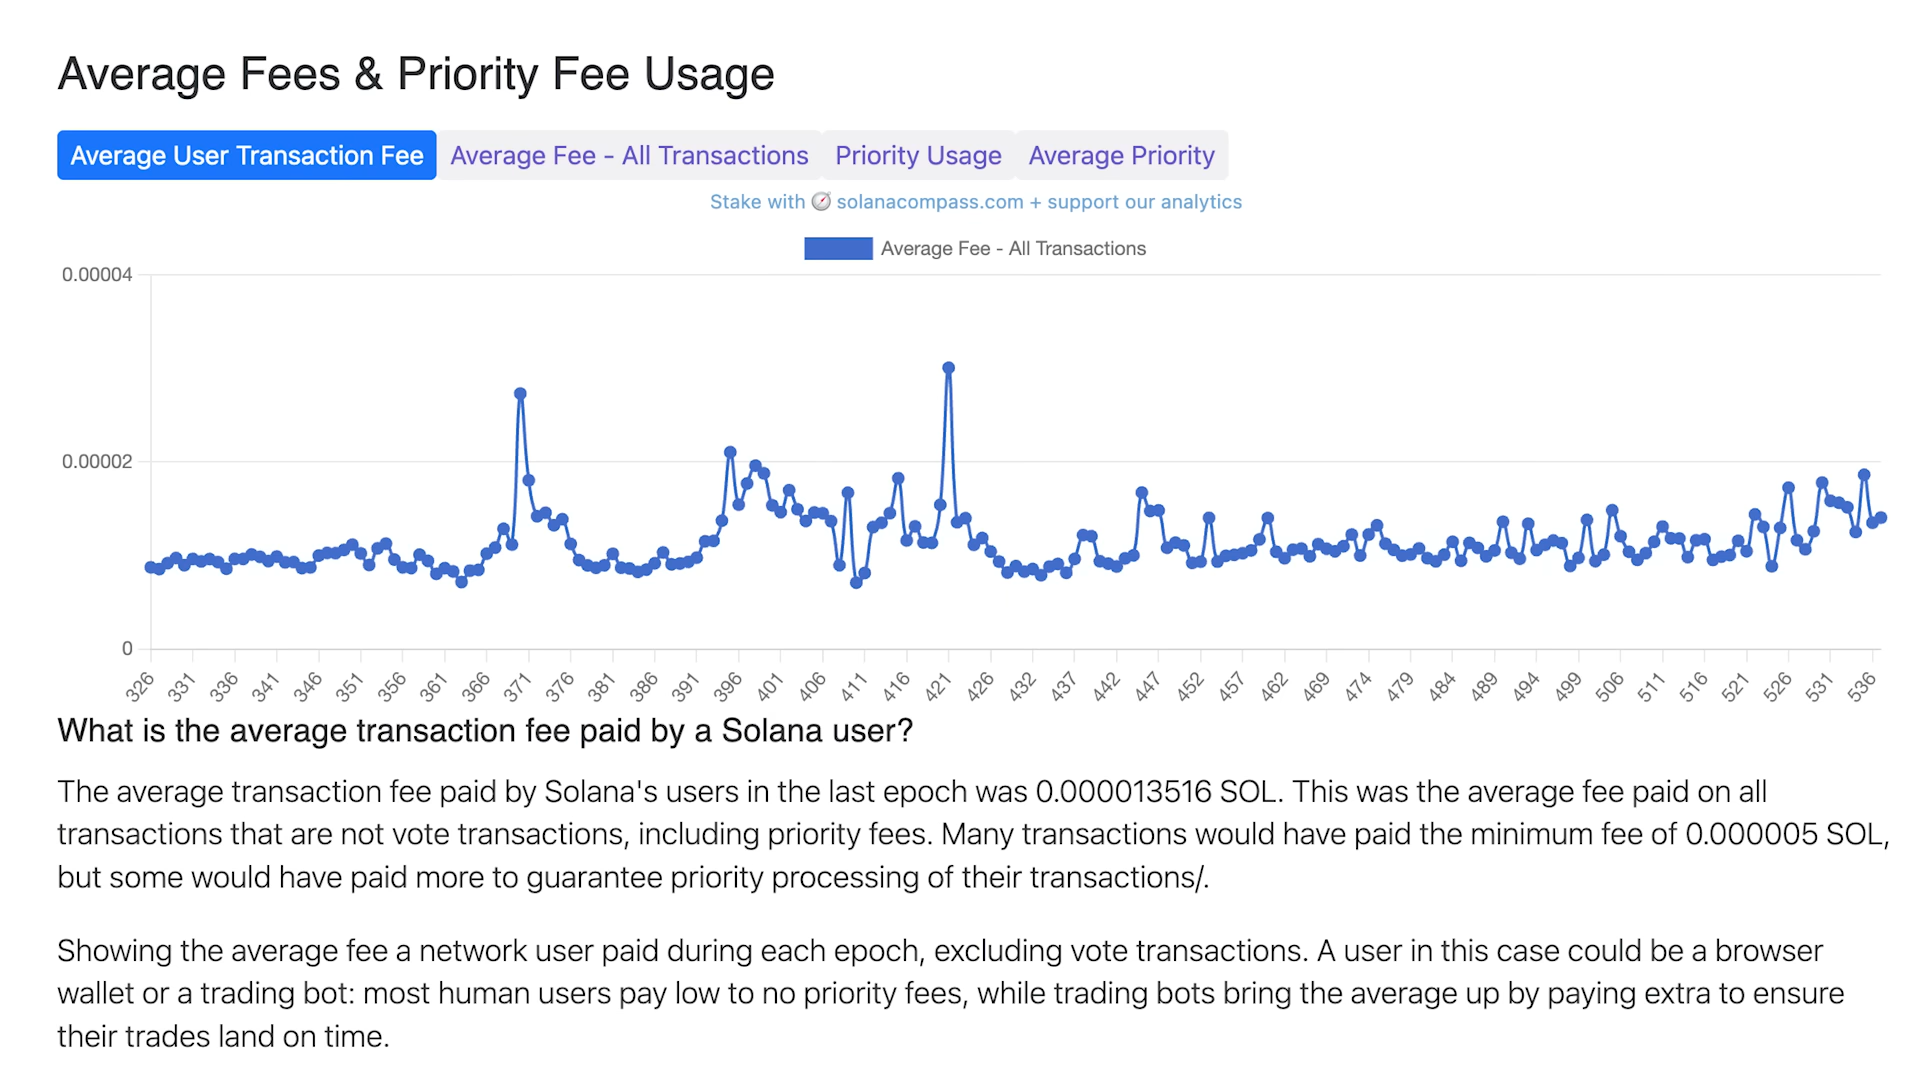 Average Fees & Priority Fee Usage
Average User Transaction Fee Average Fee - All Transactions Priority Usage Average Priority
Stake with solanacompass.com + support our analytics
Average Fee - All Transactions
0.00004
0.00002
0
326 331 336 341 346 351 356 361 366 371 376 381 386 391 396 401 406 411 416 421 426 432 437 442 447 452 457 462 469 474 479 484 489 494 499 506 511 516 521 526 531 536
What is the average transaction fee paid by a Solana user?
The average transaction fee paid by Solana's users in the last epoch was 0.000013516 SOL. This was the average fee paid on all
transactions that are not vote transactions, including priority fees. Many transactions would have paid the minimum fee of 0.000005 SOL,
but some would have paid more to guarantee priority processing of their transactions/.
Showing the average fee a network user paid during each epoch, excluding vote transactions. A user in this case could be a browser
wallet or a trading bot: most human users pay low to no priority fees, while trading bots bring the average up by paying extra to ensure
their trades land on time.